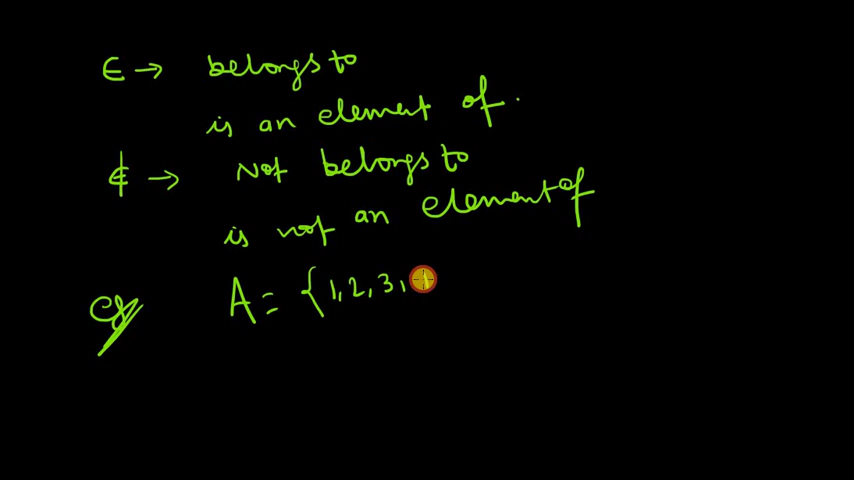 ∈ → belongs to
is an element of.
∉ → Not belongs to
is not an element of
eg A = {1, 2, 3,